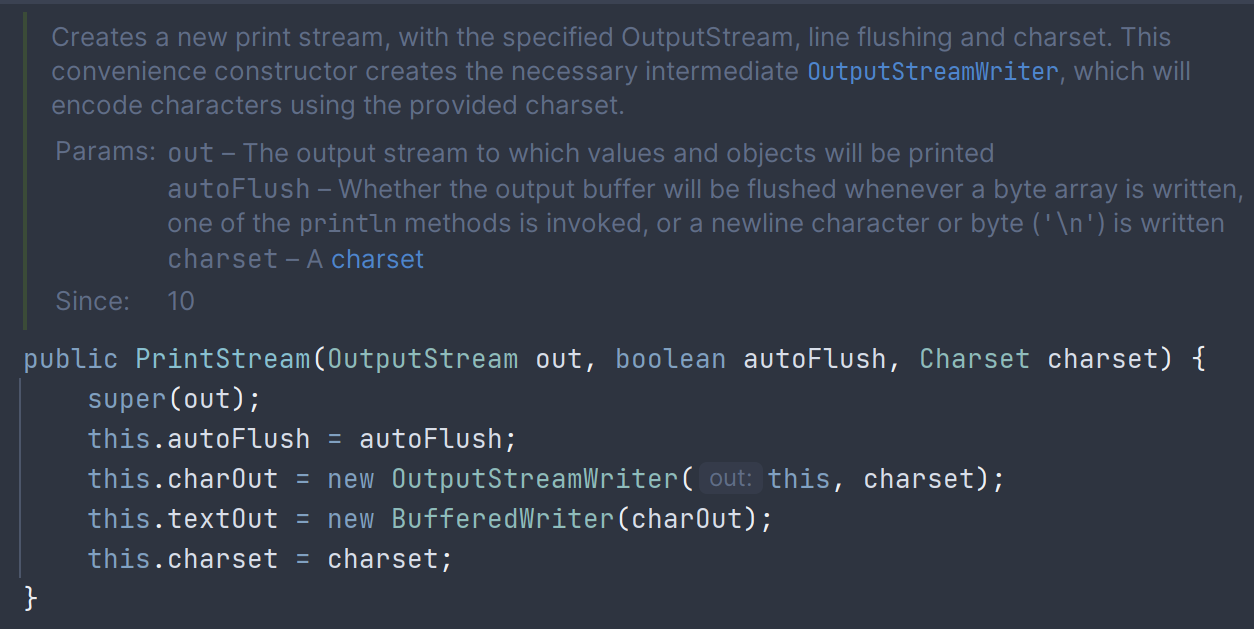 Creates a new print stream, with the specified OutputStream, line flushing and charset. This
convenience constructor creates the necessary intermediate OutputStreamWriter, which will
encode characters using the provided charset.
Params: out – The output stream to which values and objects will be printed
autoFlush – Whether the output buffer will be flushed whenever a byte array is written,
one of the println methods is invoked, or a newline character or byte ('\n') is written
charset – A charset
Since: 10
public PrintStream(OutputStream out, boolean autoFlush, Charset charset) {
    super(out);
    this.autoFlush = autoFlush;
    this.charOut = new OutputStreamWriter( out: this, charset);
    this.textOut = new BufferedWriter(charOut);
    this.charset = charset;
}